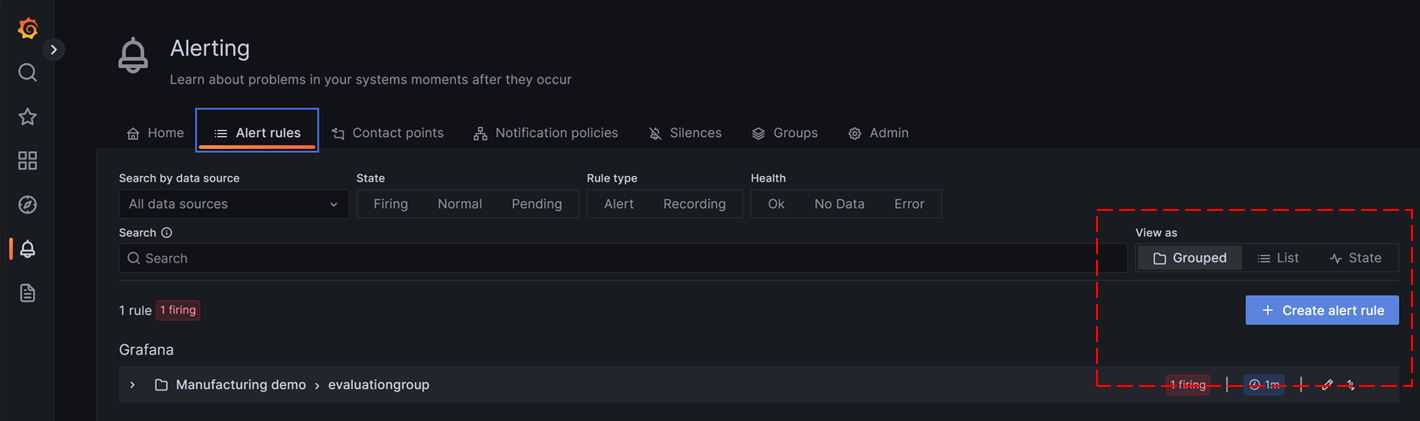 Alerting
Learn about problems in your systems moments after they occur
Home Alert rules Contact points Notification policies Silences Groups Admin
Search by data source State Rule type Health
All data sources Firing Normal Pending Alert Recording Ok No Data Error
Search View as
Search Grouped List State
1 rule 1 firing + Create alert rule
Grafana
Manufacturing demo › evaluationgroup 1 firing 1m